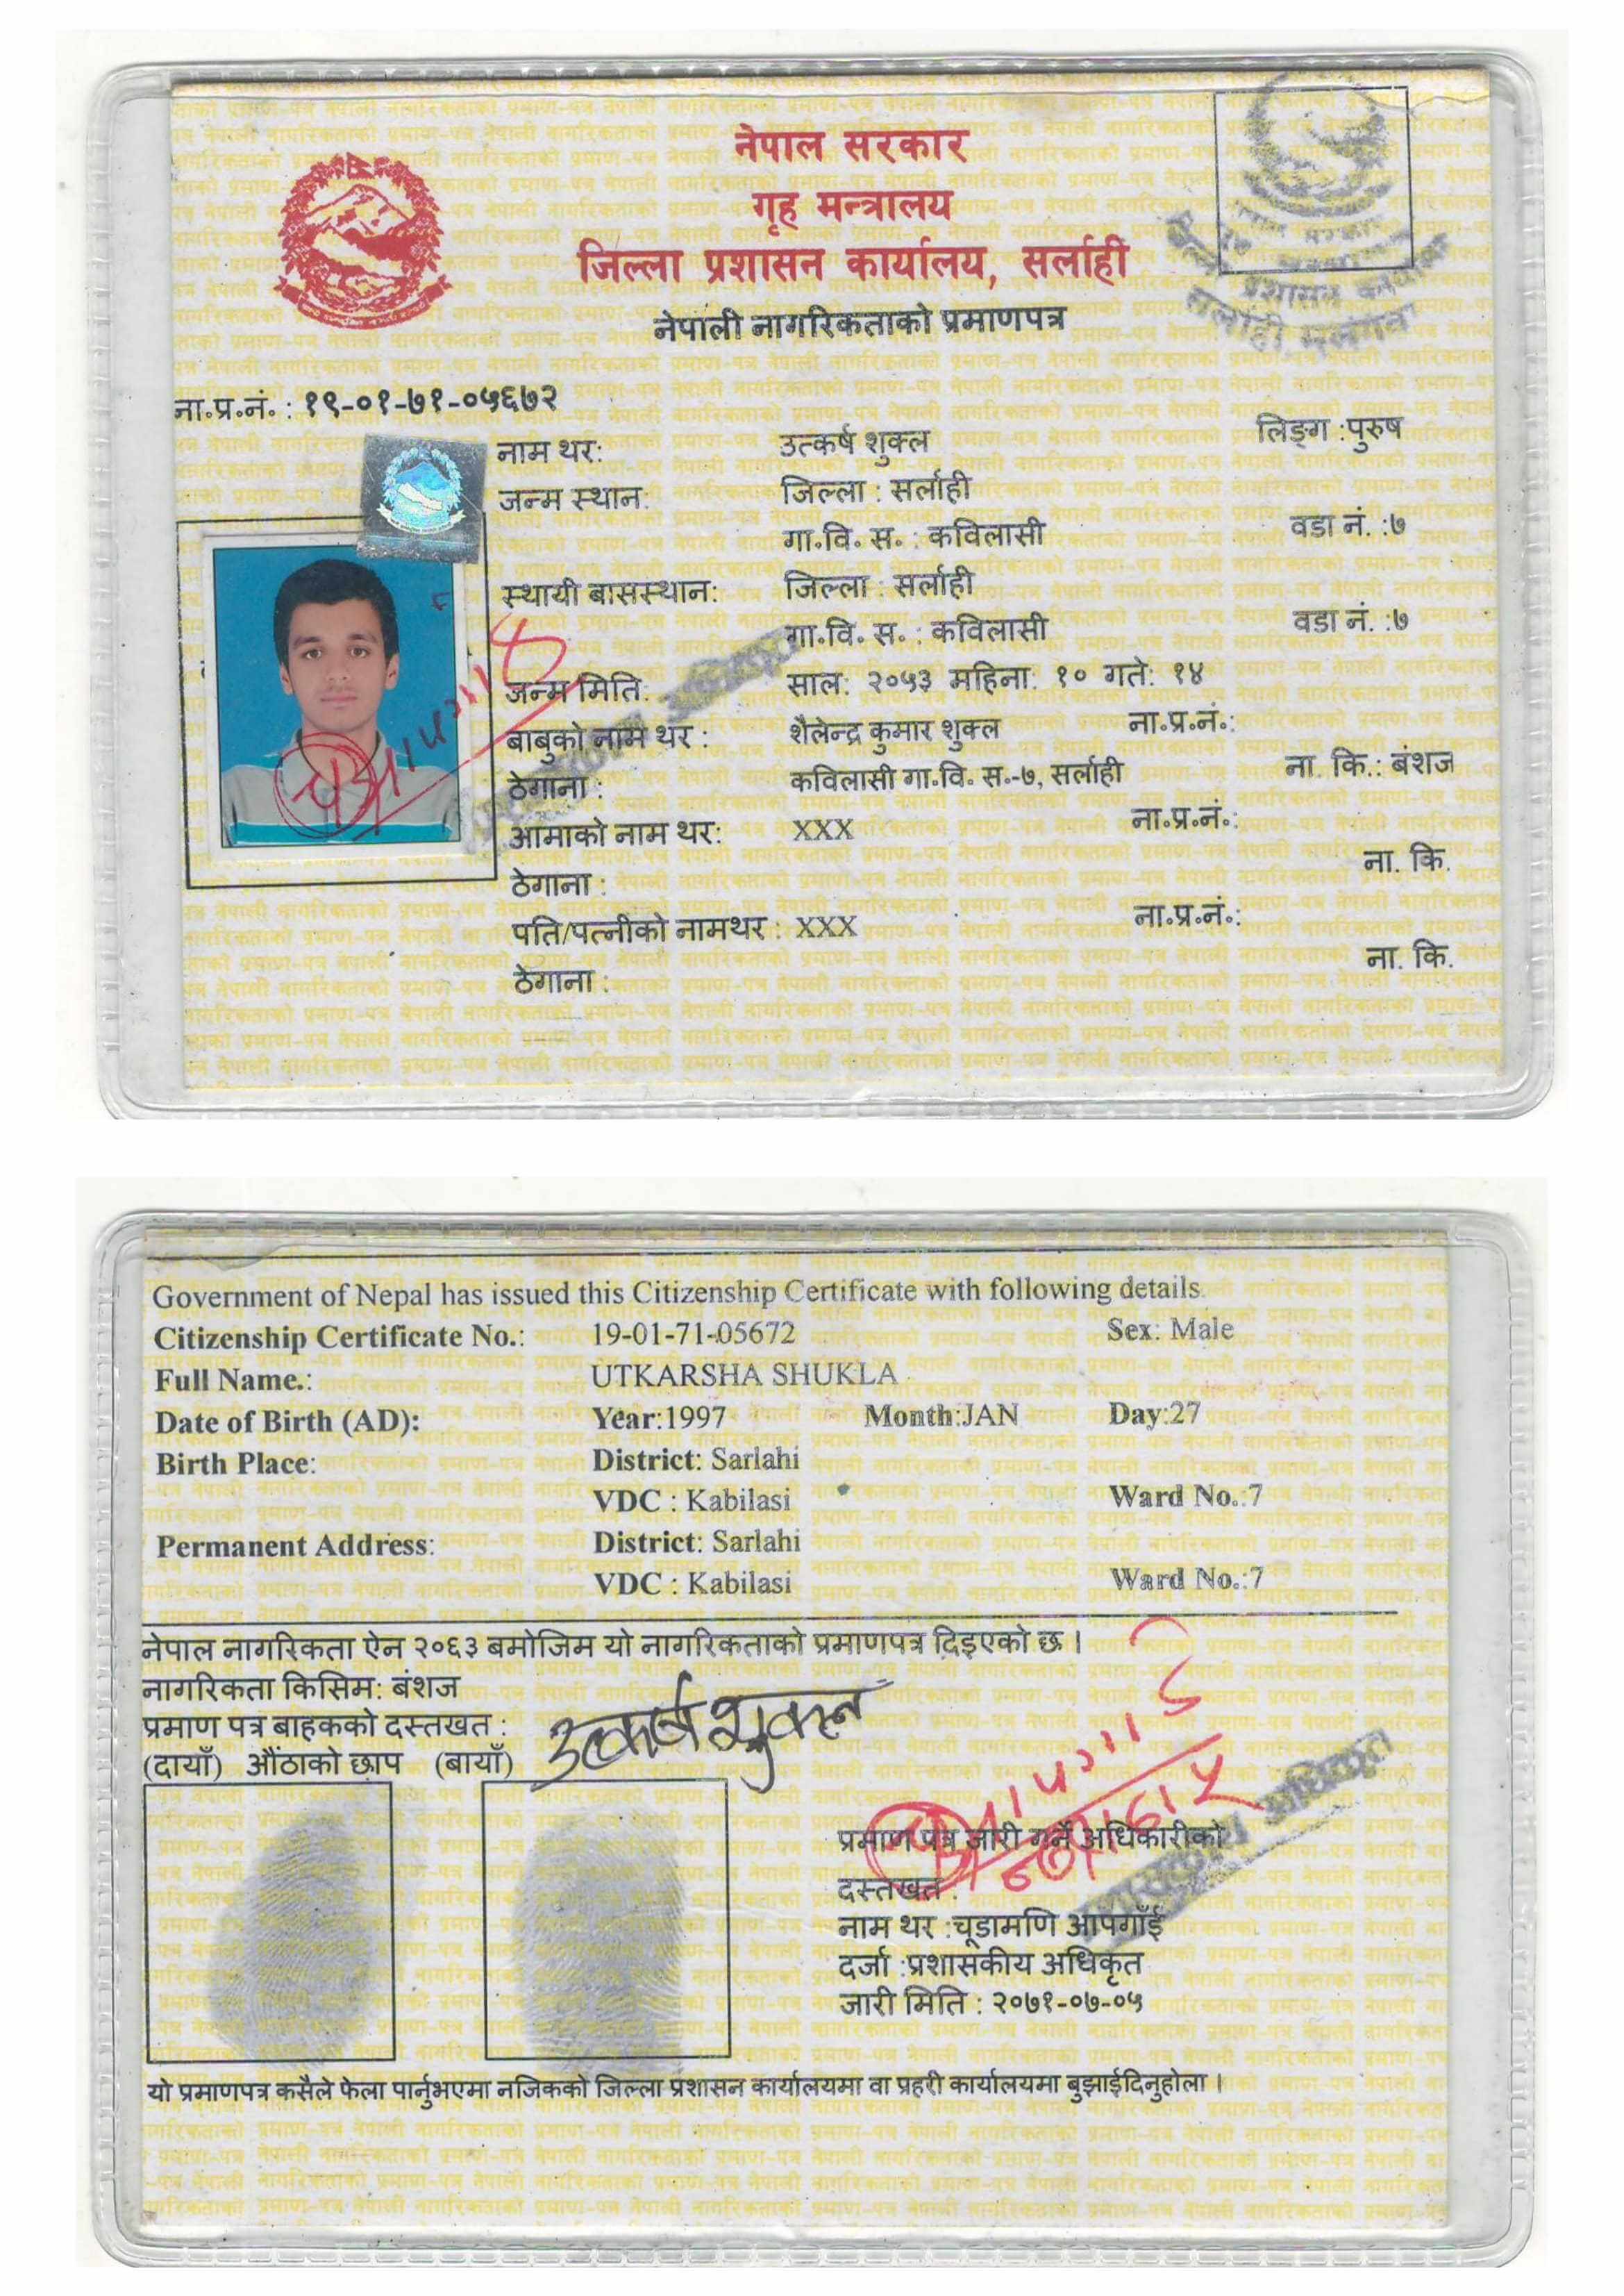 नेपाल सरकार
गृह मन्त्रालय
जिल्ला प्रशासन कार्यालय, सर्लाही
नेपाली नागरिकताको प्रमाणपत्र
ना.प्र.नं. : १९-०१-७१-०५६७२
नाम थर: उत्कर्ष शुक्ल लिङ्ग :पुरुष
जन्म स्थान: जिल्ला : सर्लाही
गा.वि. स. : कविलासी वडा नं. :७
स्थायी बासस्थान: जिल्ला : सर्लाही
गा.वि. स. : कविलासी वडा नं. :७
जन्म मिति: साल: २०५३ महिना: १० गते: १४
बाबुको नाम थर : शैलेन्द्र कुमार शुक्ल ना.प्र.नं.:
ठेगाना : कविलासी गा.वि. स.-७, सर्लाही ना. कि.: बंशज
आमाको नाम थर: XXX ना.प्र.नं.:
ठेगाना : ना. कि.
पति/पत्नीको नामथर : XXX ना.प्र.नं.:
ठेगाना : ना. कि.
Government of Nepal has issued this Citizenship Certificate with following details.
Citizenship Certificate No.: 19-01-71-05672 Sex: Male
Full Name.: UTKARSHA SHUKLA
Date of Birth (AD): Year:1997 Month:JAN Day:27
Birth Place: District: Sarlahi
VDC : Kabilasi Ward No.:7
Permanent Address: District: Sarlahi
VDC : Kabilasi Ward No.:7
नेपाल नागरिकता ऐन २०६३ बमोजिम यो नागरिकताको प्रमाणपत्र दिइएको छ ।
नागरिकता किसिम: बंशज
प्रमाण पत्र बाहकको दस्तखत : उत्कर्ष शुक्ल
(दायाँ) औंठाको छाप (बायाँ)
प्रमाण पत्र जारी गर्ने अधिकारीको
दस्तखत :
नाम थर :चूडामणि आपगाँई
दर्जा :प्रशासकीय अधिकृत
जारी मिति : २०७१-०७-०५
यो प्रमाणपत्र कसैले फेला पार्नुभएमा नजिकको जिल्ला प्रशासन कार्यालयमा वा प्रहरी कार्यालयमा बुझाईदिनुहोला ।